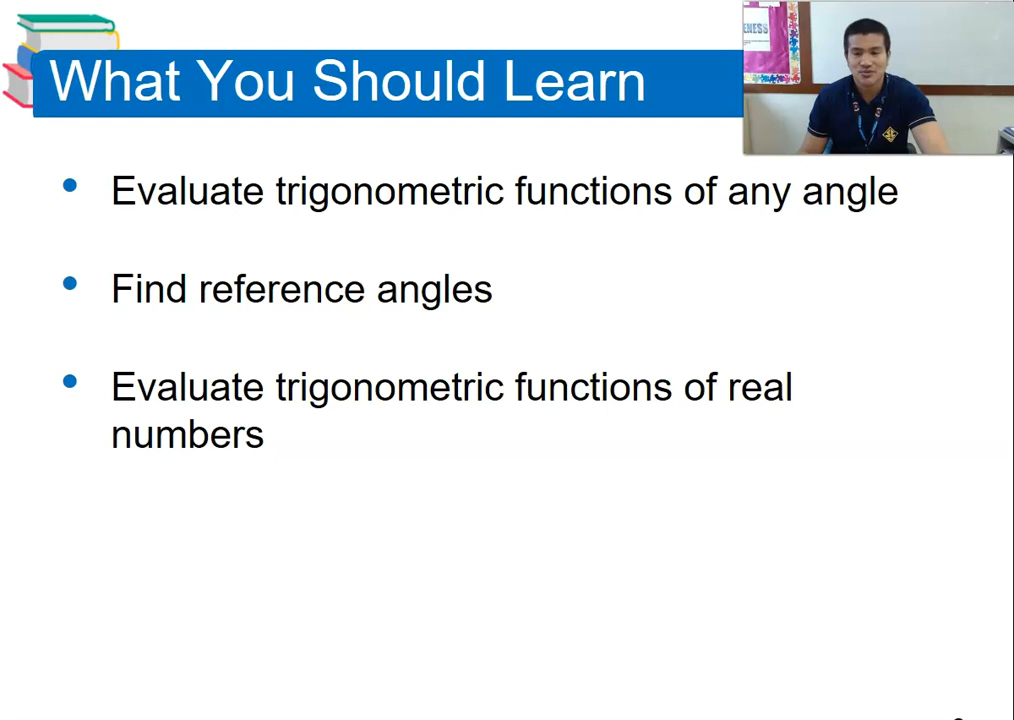 What You Should Learn
• Evaluate trigonometric functions of any angle
• Find reference angles
• Evaluate trigonometric functions of real
numbers